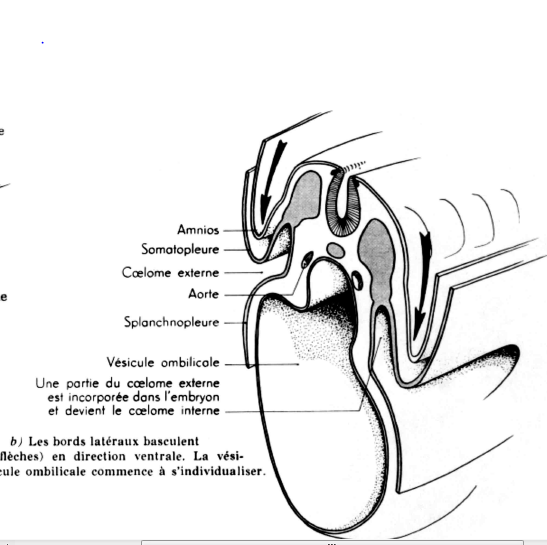 e
Amnios
Somatopleure
Cœlome externe
e
Aorte
Splanchnopleure
Vésicule ombilicale
Une partie du cœlome externe
est incorporée dans l'embryon
et devient le cœlome interne
b) Les bords latéraux basculent
flèches) en direction ventrale. La vési-
cule ombilicale commence à s'individualiser.